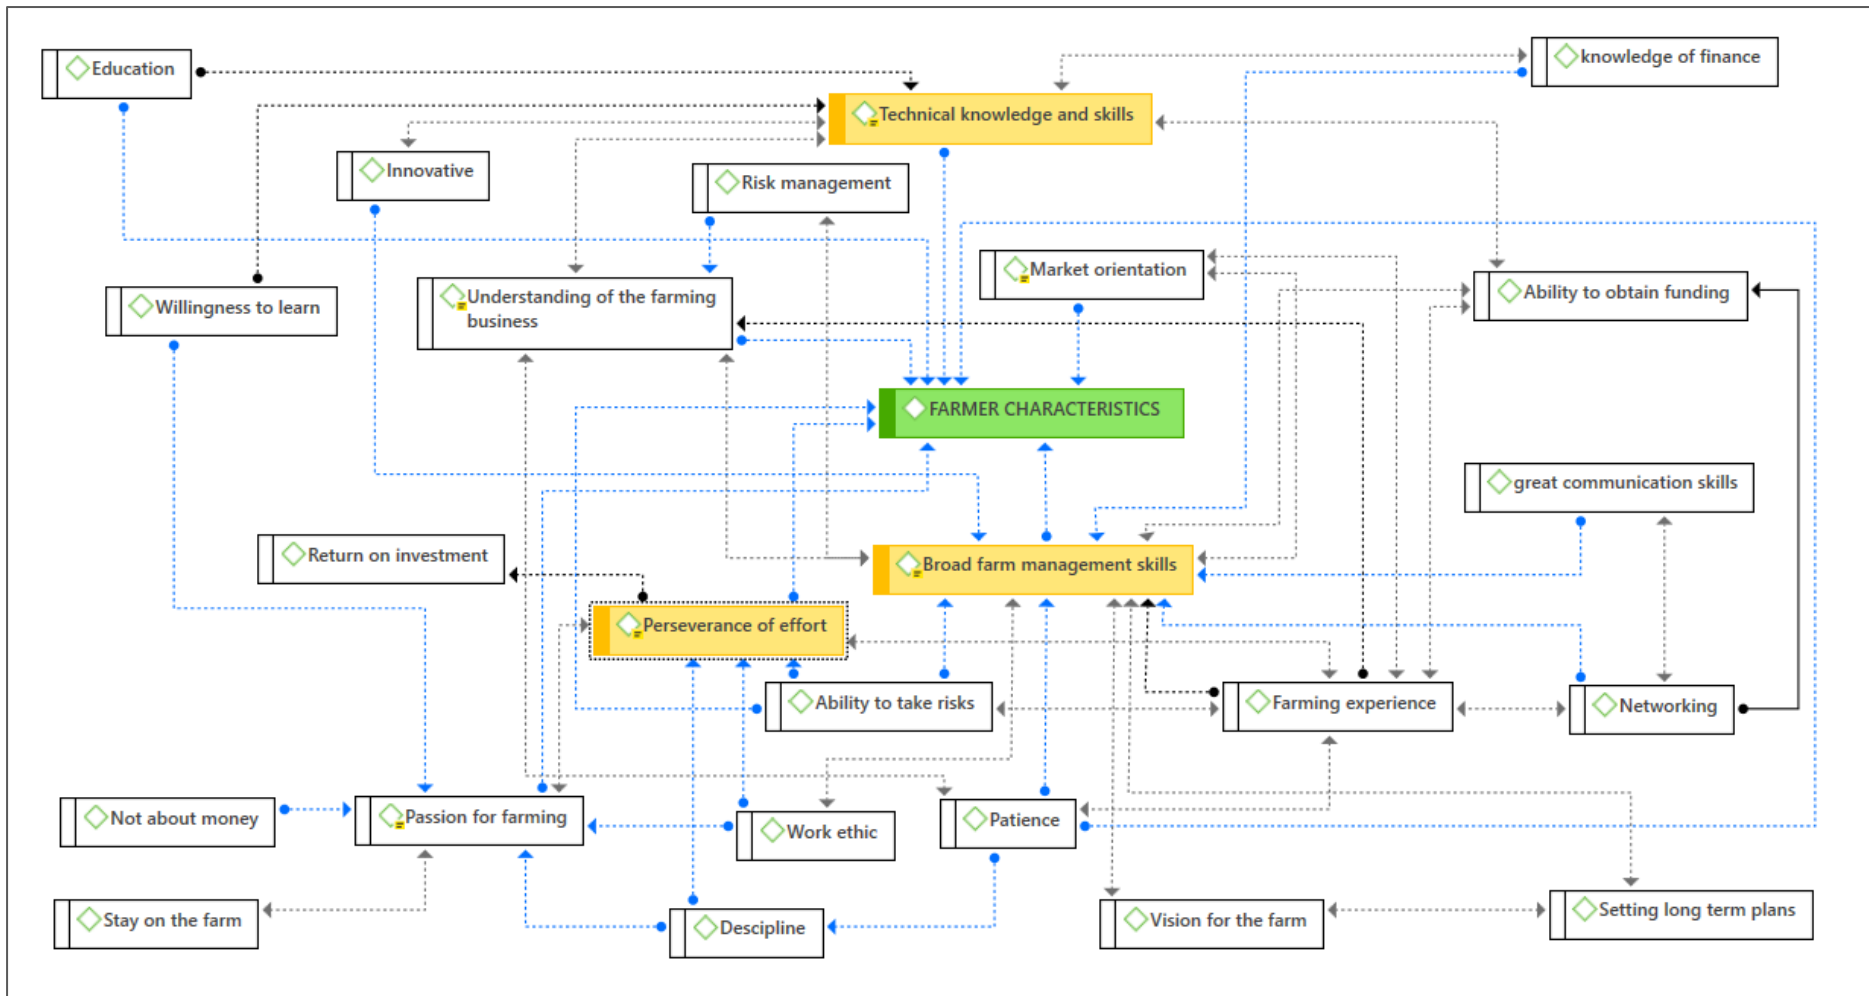 Education
knowledge of finance
Technical knowledge and skills
Innovative
Risk management
Market orientation
Ability to obtain funding
Willingness to learn
Understanding of the farming
business
FARMER CHARACTERISTICS
great communication skills
Return on investment
Broad farm management skills
Perseverance of effort
Ability to take risks
Farming experience
Networking
Not about money
Passion for farming
Work ethic
Patience
Stay on the farm
Descipline
Vision for the farm
Setting long term plans